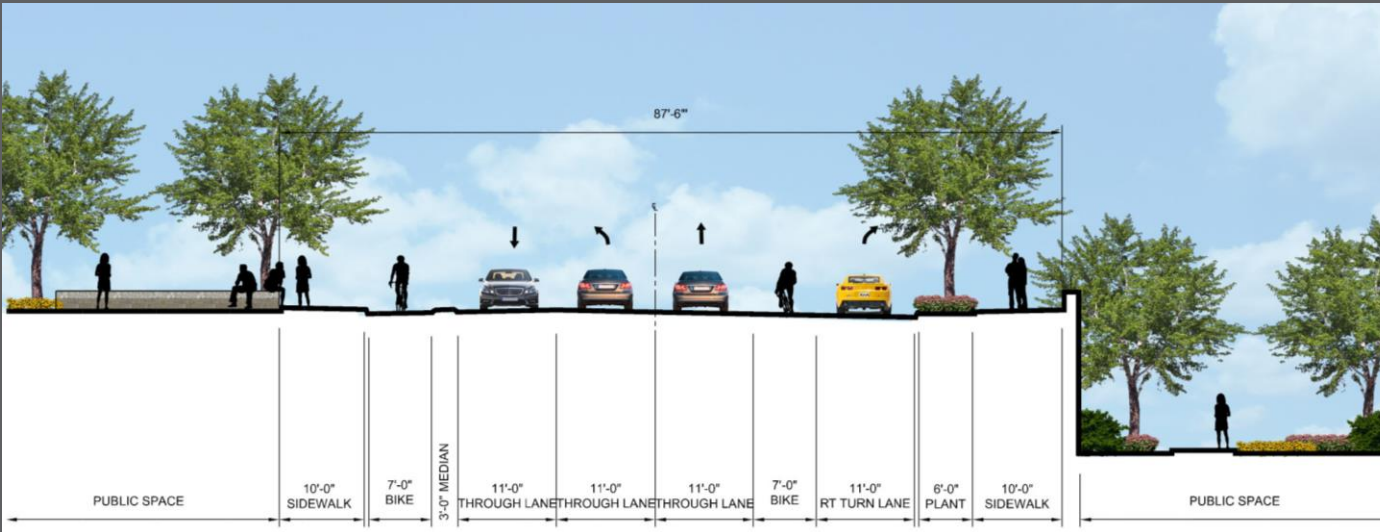 87'-6"'
℄
PUBLIC SPACE
10'-0"
SIDEWALK
7'-0"
BIKE
3'-0" MEDIAN
11'-0"
THROUGH LANE
11'-0"
THROUGH LANE
11'-0"
THROUGH LANE
7'-0"
BIKE
11'-0"
RT TURN LANE
6'-0"
PLANT
10'-0"
SIDEWALK
PUBLIC SPACE